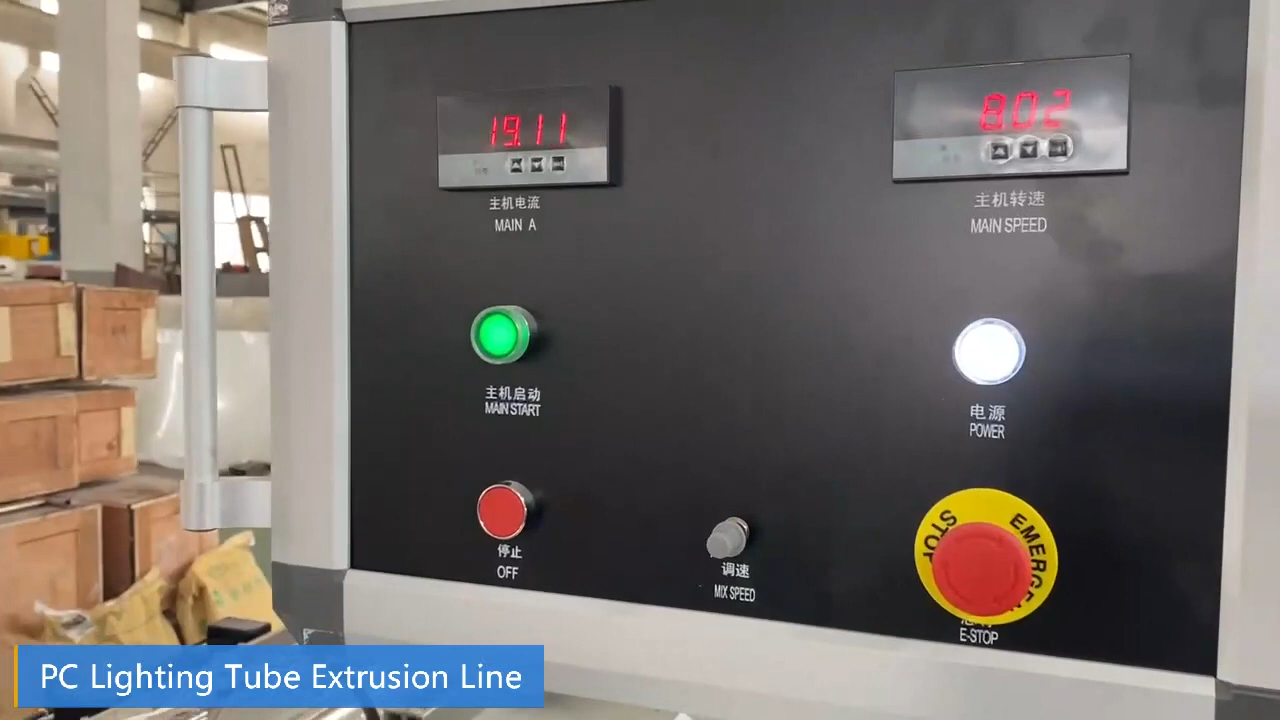 19.11
802
主机电流
MAIN A
主机转速
MAIN SPEED
主机启动
MAIN START
电源
POWER
停止
OFF
调速
MIX SPEED
EMERGEN
STOP
E-STOP
PC Lighting Tube Extrusion Line